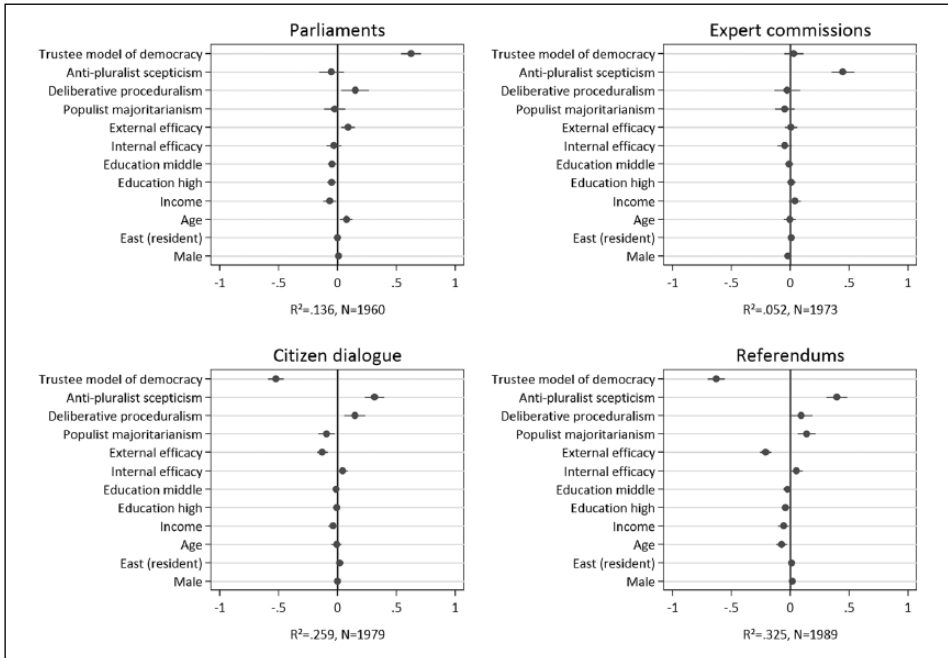 Parliaments
Trustee model of democracy
Anti-pluralist scepticism
Deliberative proceduralism
Populist majoritarianism
External efficacy
Internal efficacy
Education middle
Education high
Income
Age
East (resident)
Male
-1 -.5 0 .5 1
R²=.136, N=1960
Expert commissions
Trustee model of democracy
Anti-pluralist scepticism
Deliberative proceduralism
Populist majoritarianism
External efficacy
Internal efficacy
Education middle
Education high
Income
Age
East (resident)
Male
-1 -.5 0 .5 1
R²=.052, N=1973
Citizen dialogue
Trustee model of democracy
Anti-pluralist scepticism
Deliberative proceduralism
Populist majoritarianism
External efficacy
Internal efficacy
Education middle
Education high
Income
Age
East (resident)
Male
-1 -.5 0 .5 1
R²=.259, N=1979
Referendums
Trustee model of democracy
Anti-pluralist scepticism
Deliberative proceduralism
Populist majoritarianism
External efficacy
Internal efficacy
Education middle
Education high
Income
Age
East (resident)
Male
-1 -.5 0 .5 1
R²=.325, N=1989